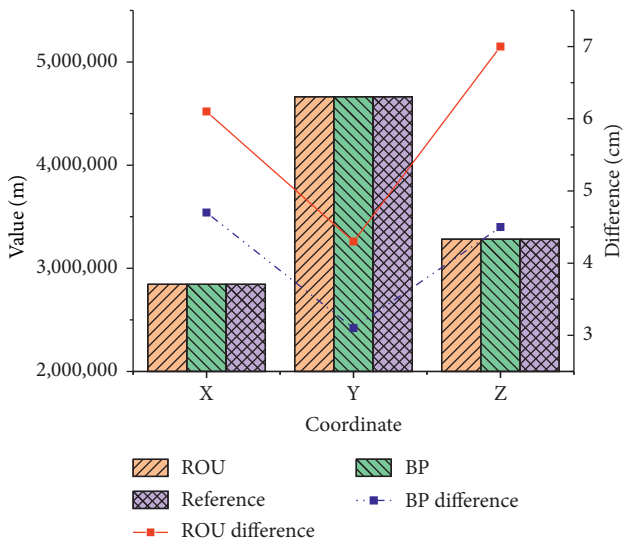 5,000,000
4,000,000
3,000,000
2,000,000
Value (m)
7
6
5
4
3
Difference (cm)
X Y Z
Coordinate
ROU BP
Reference BP difference
ROU difference